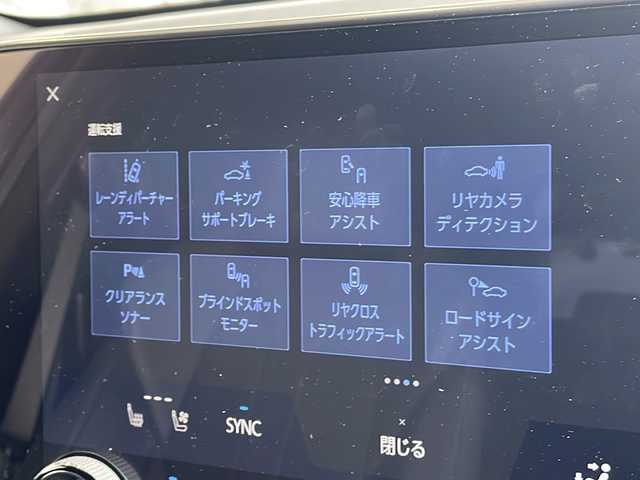 運転支援
レーンディパーチャー
アラート
パーキング
サポートブレーキ
安心降車
アシスト
リヤカメラ
ディテクション
P
クリアランス
ソナー
ブラインドスポット
モニター
リヤクロス
トラフィックアラート
ロードサイン
アシスト
SYNC
閉じる